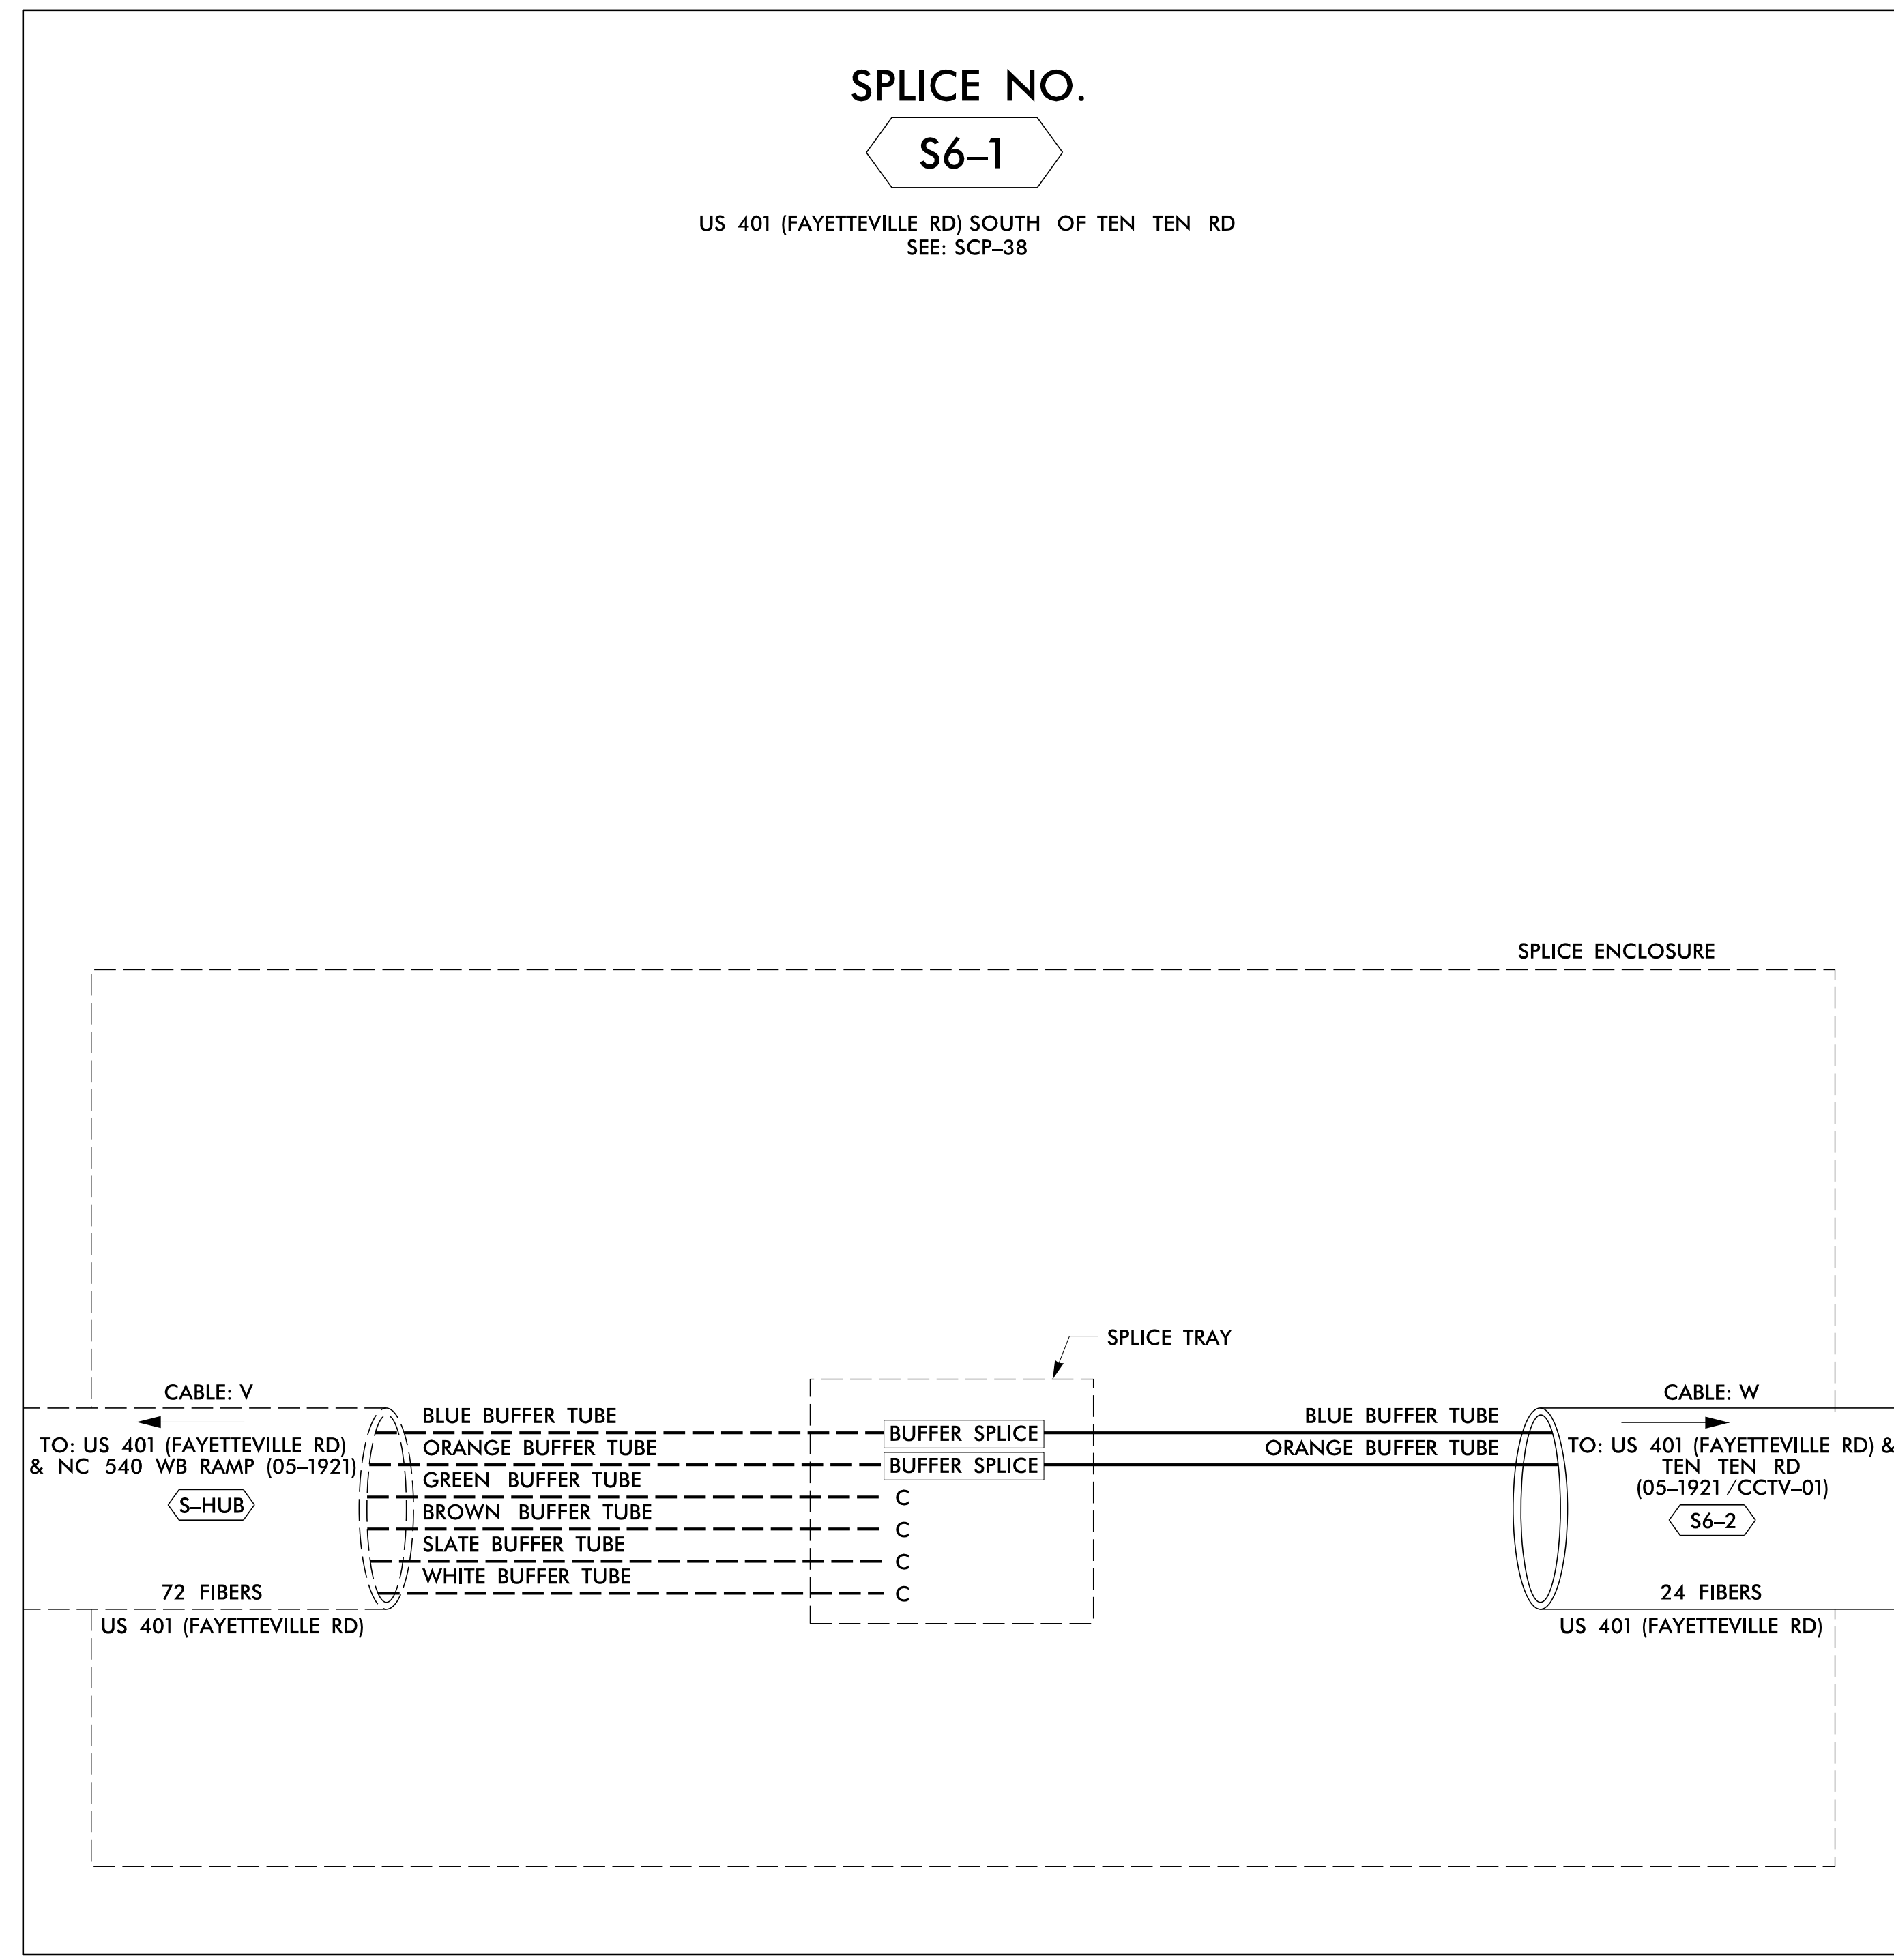 SPLICE NO.
S6–1
US 401 (FAYETTEVILLE RD) SOUTH OF TEN TEN RD
SEE: SCP–38
SPLICE ENCLOSURE
SPLICE TRAY
CABLE: V
TO: US 401 (FAYETTEVILLE RD)
& NC 540 WB RAMP (05–1921)
S–HUB
72 FIBERS
US 401 (FAYETTEVILLE RD)
BLUE BUFFER TUBE
ORANGE BUFFER TUBE
GREEN BUFFER TUBE
BROWN BUFFER TUBE
SLATE BUFFER TUBE
WHITE BUFFER TUBE
BUFFER SPLICE
BUFFER SPLICE
C
C
C
C
BLUE BUFFER TUBE
ORANGE BUFFER TUBE
CABLE: W
TO: US 401 (FAYETTEVILLE RD) &
TEN TEN RD
(05–1921/CCTV–01)
S6–2
24 FIBERS
US 401 (FAYETTEVILLE RD)